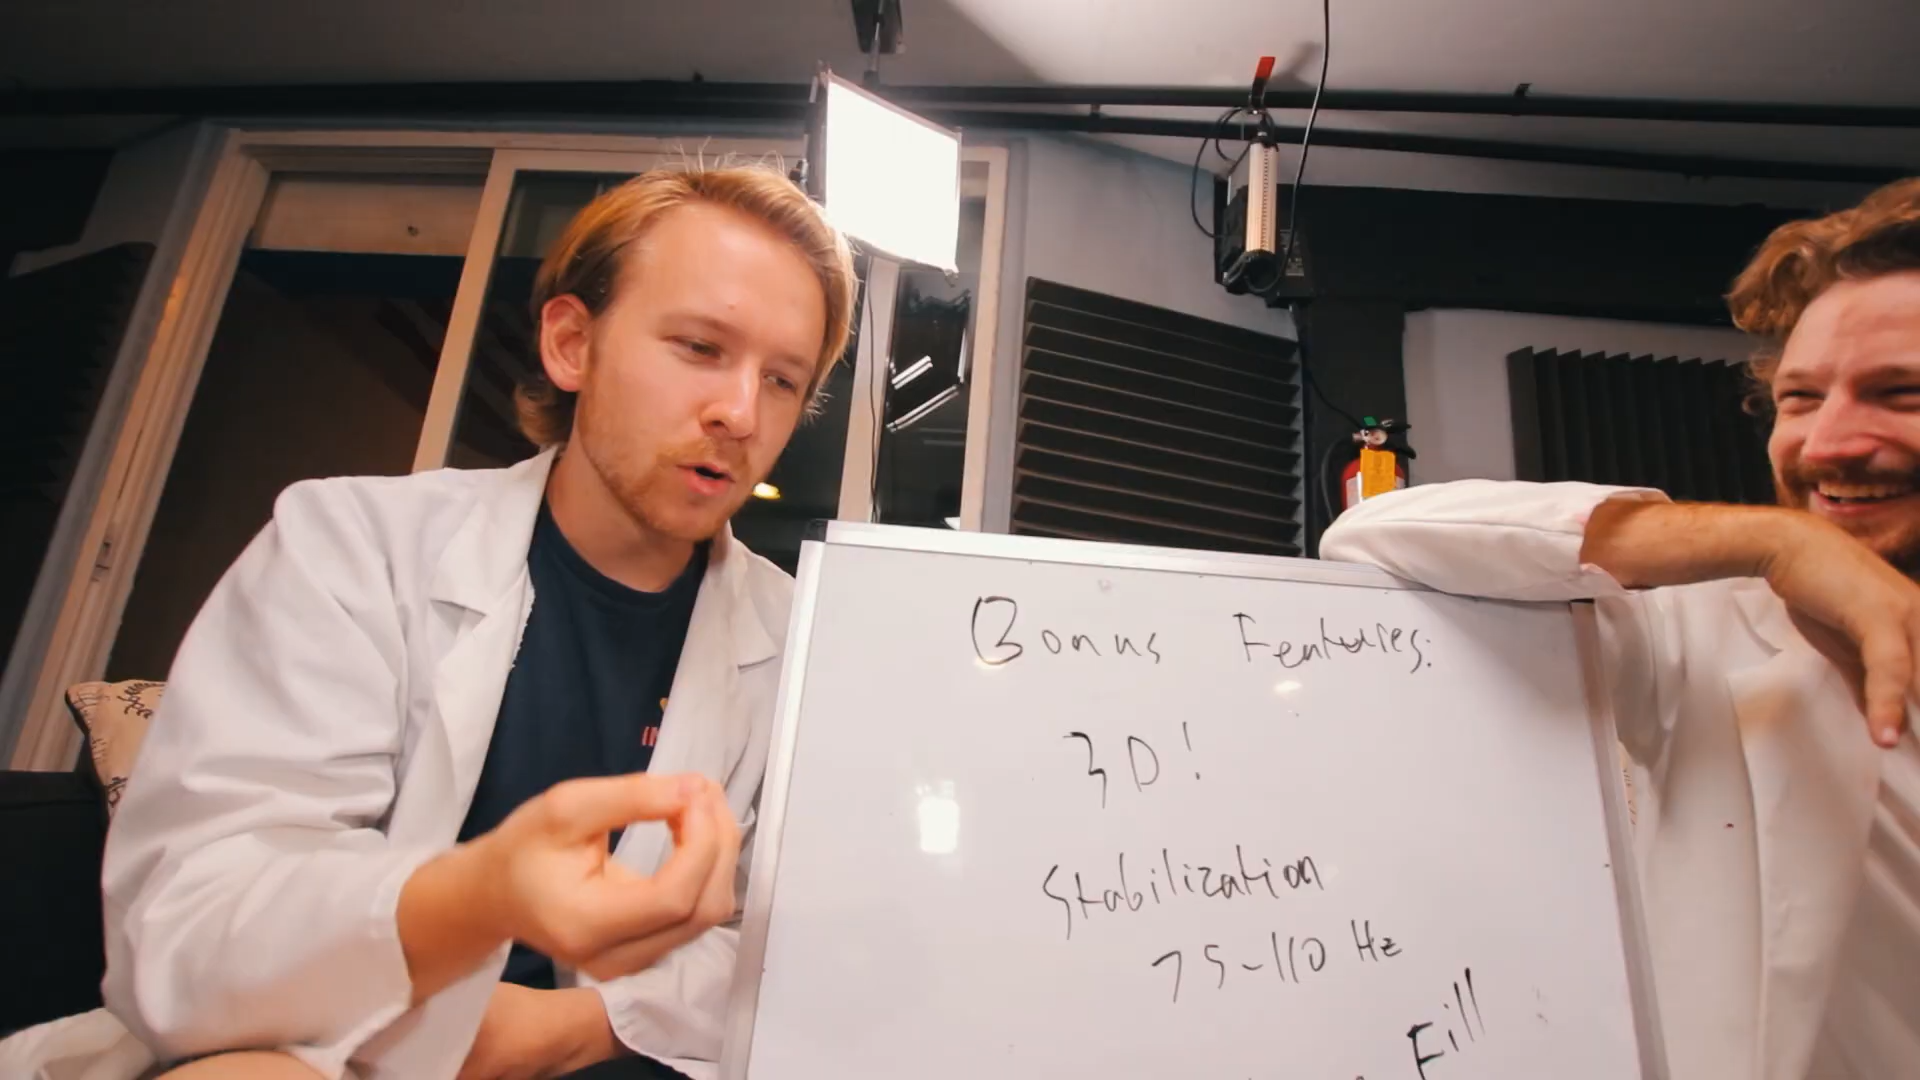 Bonus Features:
3D!
Stabilization
75-110 Hz
Fill